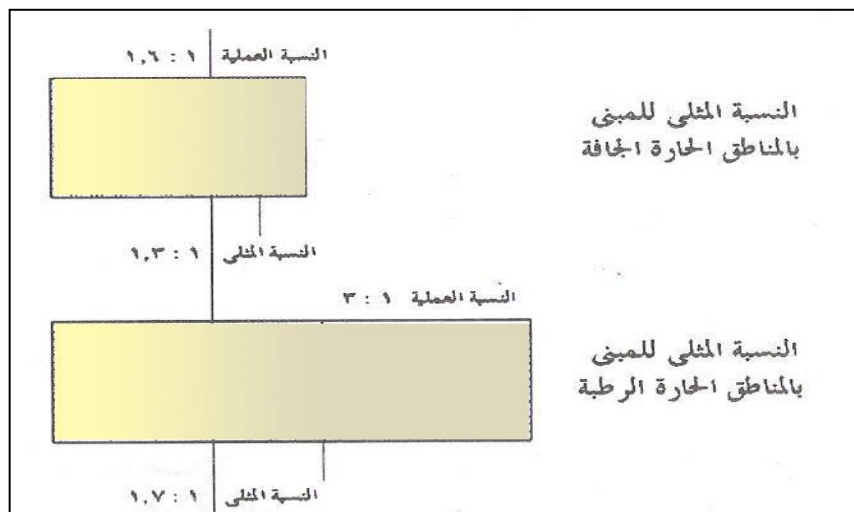 النسبة العملية ١ : ١,٦
النسبة المثلى للمبنى
بالمناطق الحارة الجافة
النسبة المثلى ١ : ١,٣
النسبة العملية ١ : ٣
النسبة المثلى للمبنى
بالمناطق الحارة الرطبة
النسبة المثلى ١ : ١,٧